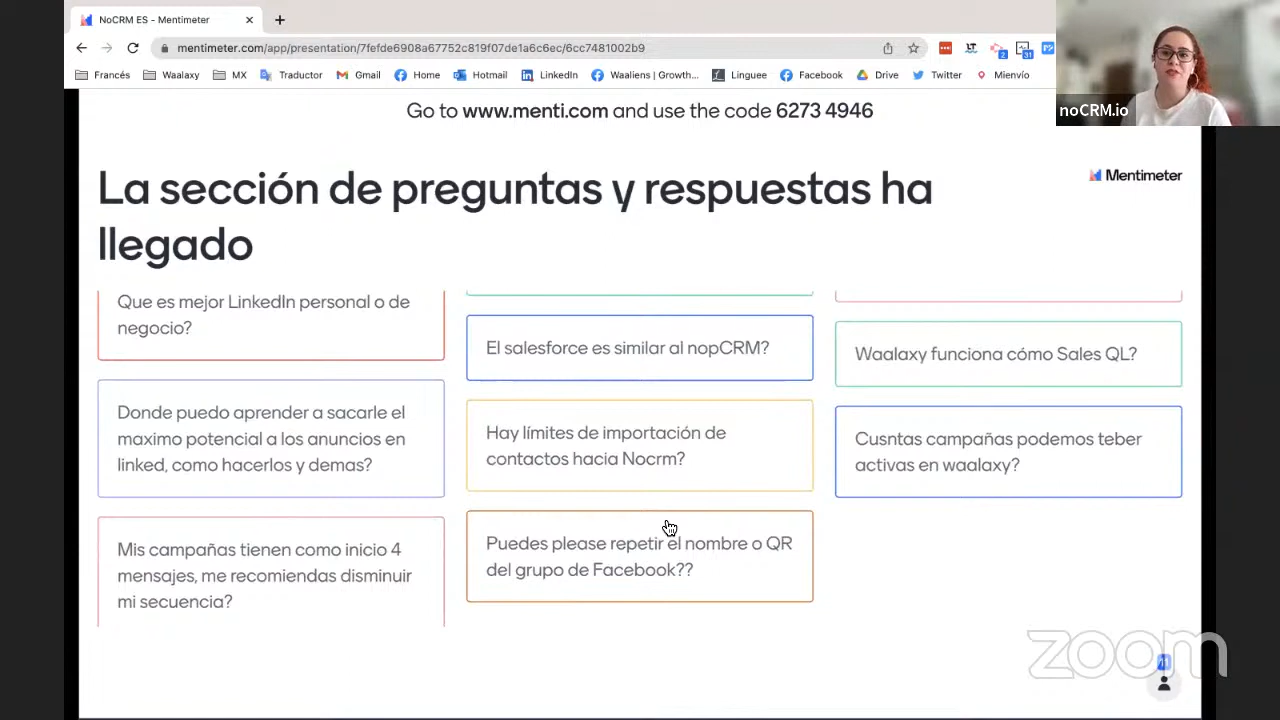 NoCRM ES - Mentimeter
mentimeter.com/app/presentation/7fefde6908a67752c819f07de1a6c6ec/6cc7481002b9
Francés
Waalaxy
MX
Traductor
Gmail
Home
Hotmail
LinkedIn
Waaliens | Growth...
Linguee
Facebook
Drive
Twitter
Mienvío
noCRM.io
Go to www.menti.com and use the code 6273 4946
Mentimeter
La sección de preguntas y respuestas ha
llegado
Que es mejor LinkedIn personal o de
negocio?
Donde puedo aprender a sacarle el
maximo potencial a los anuncios en
linked, como hacerlos y demas?
Mis campañas tienen como inicio 4
mensajes, me recomiendas disminuir
mi secuencia?
El salesforce es similar al nopCRM?
Hay límites de importación de
contactos hacia Nocrm?
Puedes please repetir el nombre o QR
del grupo de Facebook??
Waalaxy funciona cómo Sales QL?
Cusntas campañas podemos teber
activas en waalaxy?
zoom